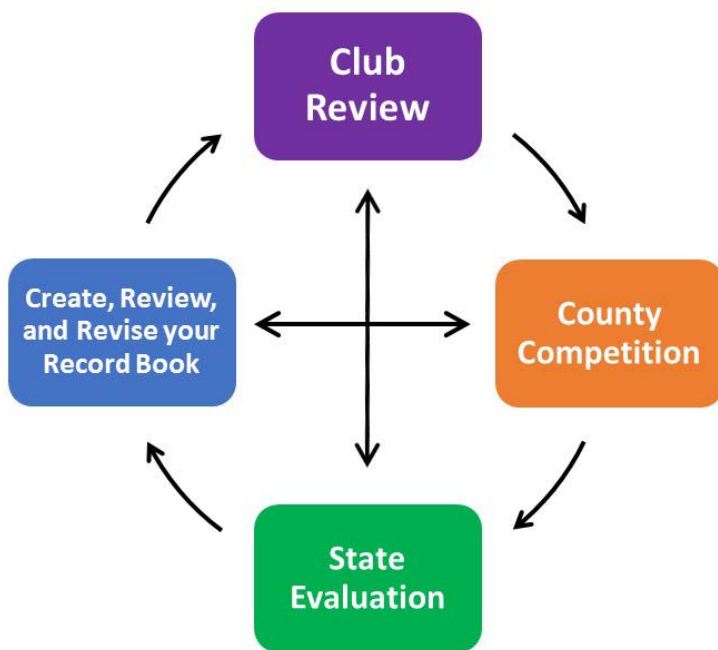 Club
Review
Create, Review,
and Revise your
Record Book
County
Competition
State
Evaluation